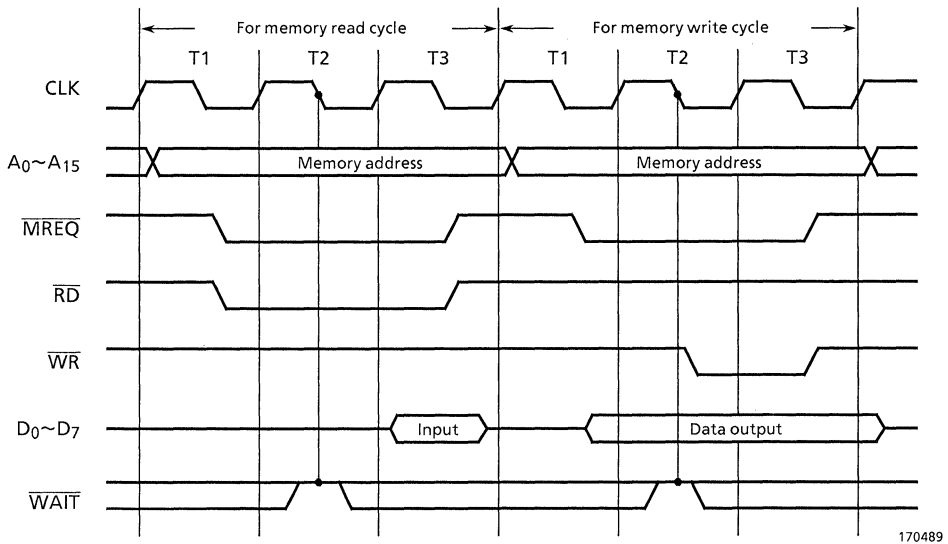 For memory read cycle For memory write cycle
T1 T2 T3 T1 T2 T3
CLK
A0~A15 Memory address Memory address
MREQ
RD
WR
D0~D7 Input Data output
WAIT
170489